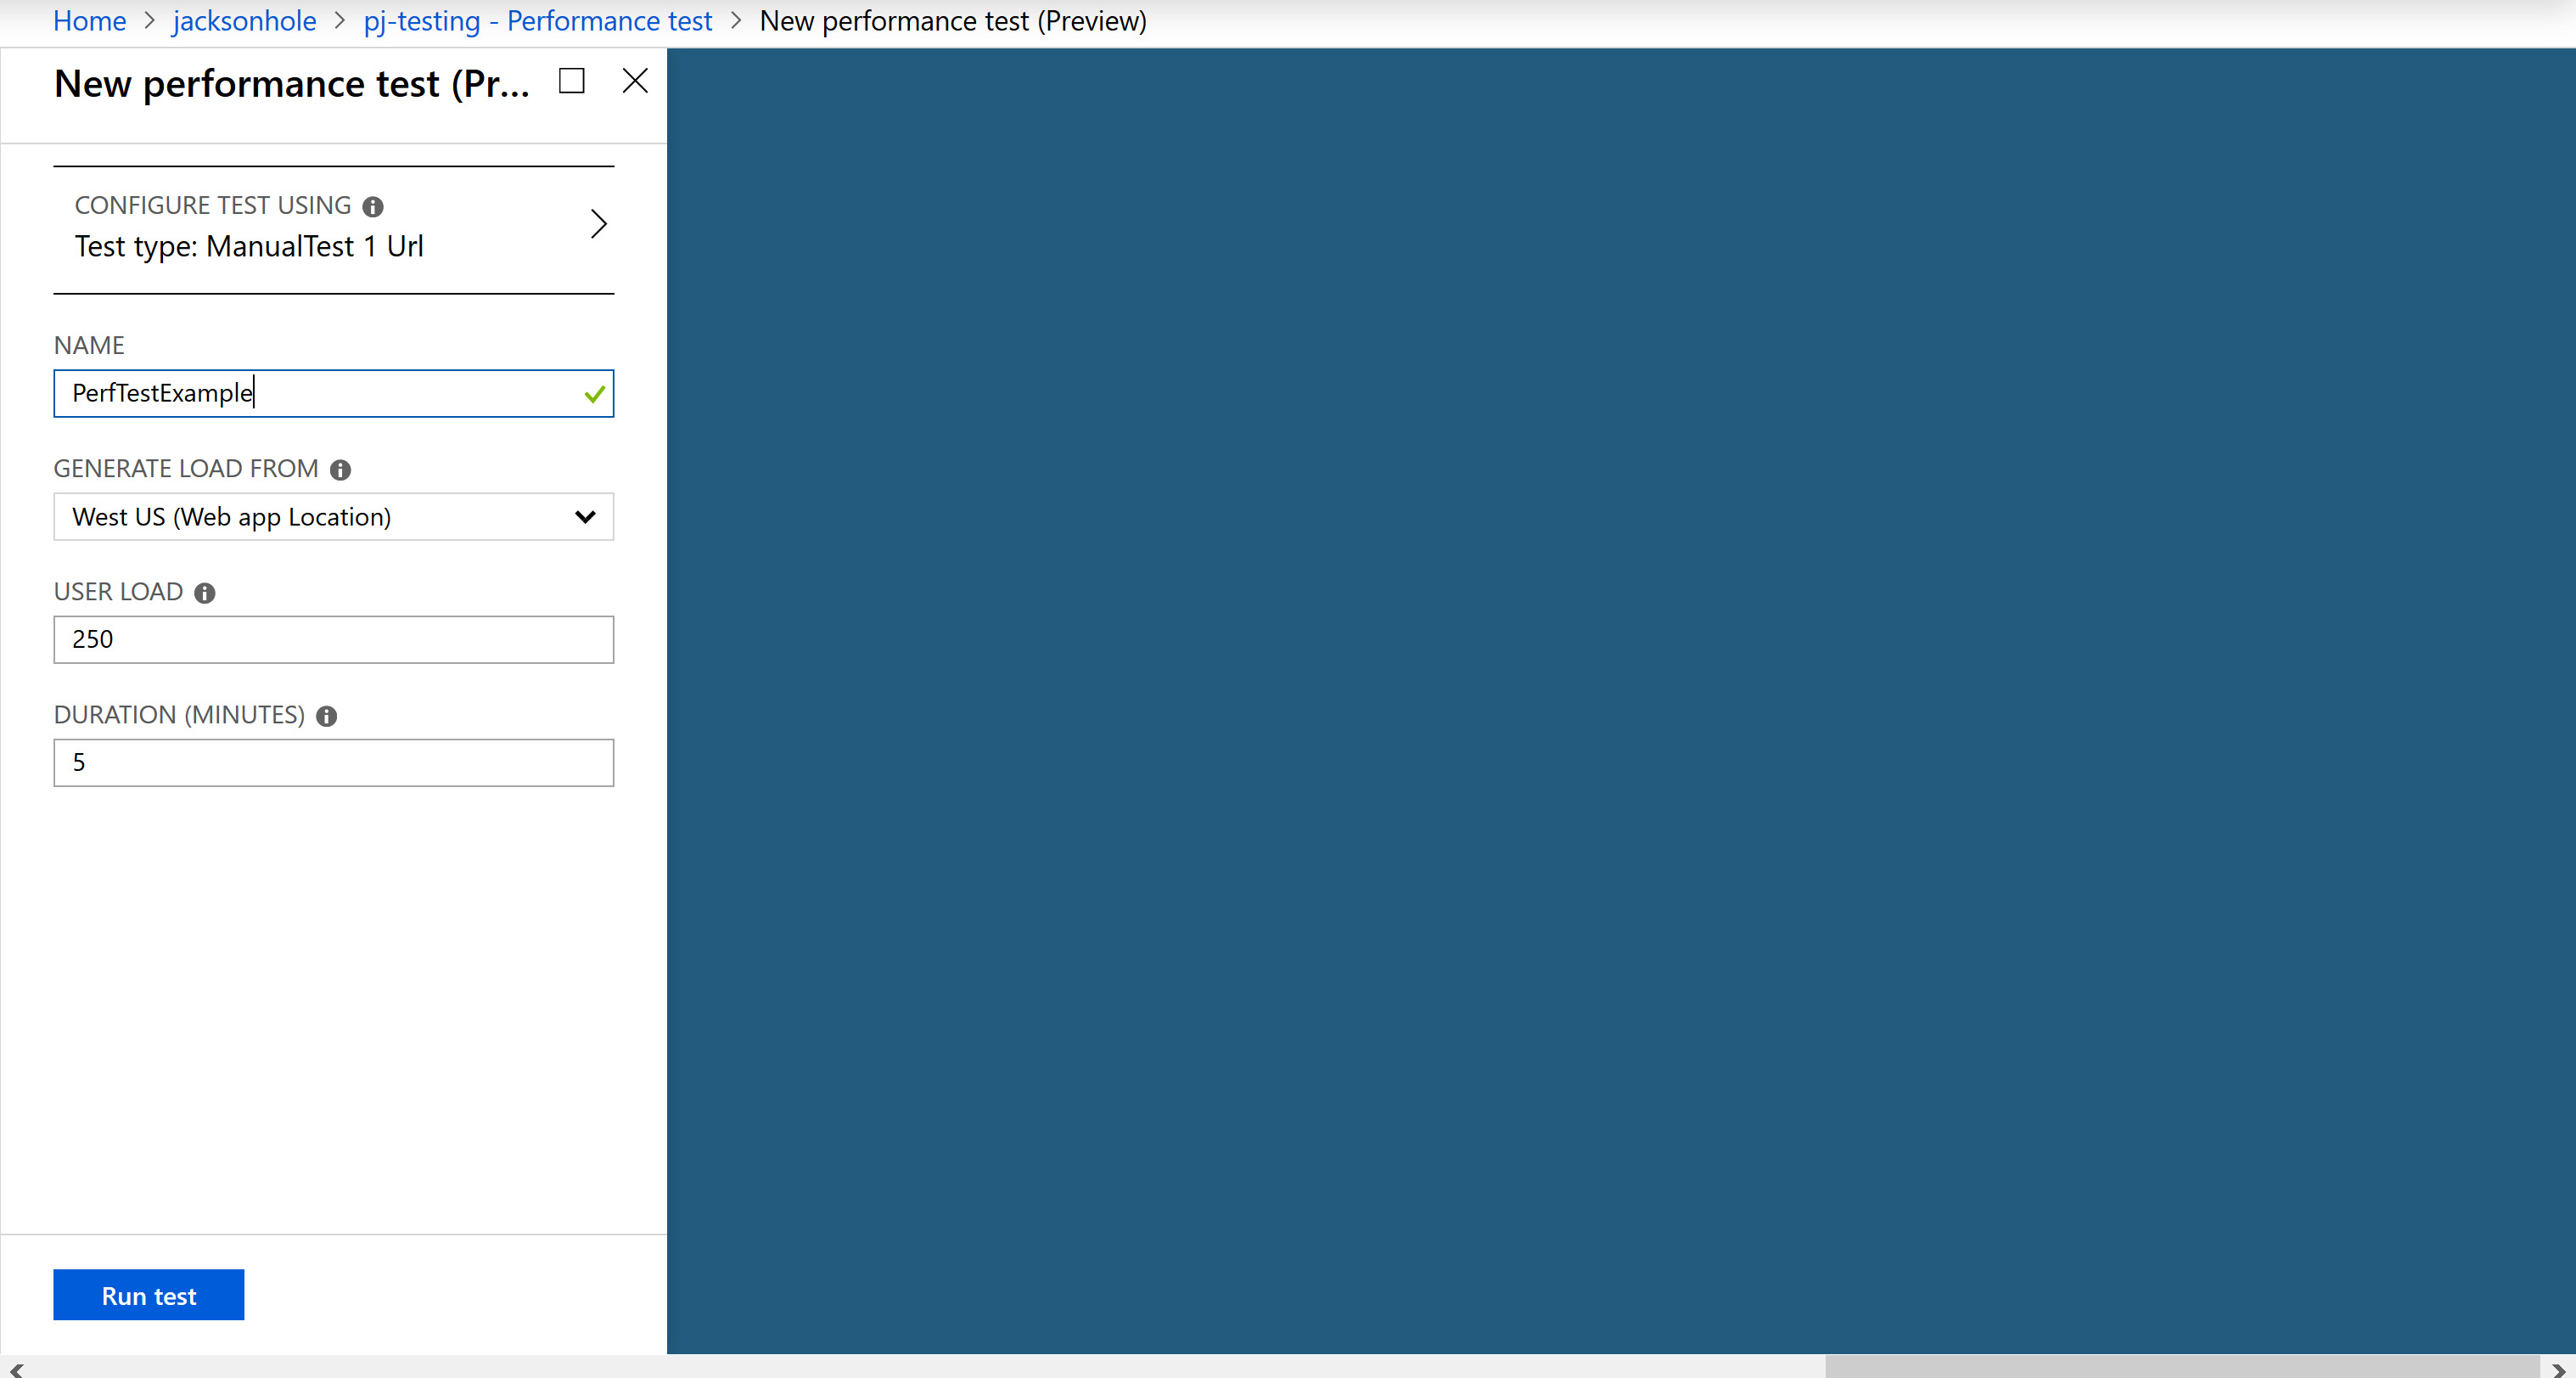 Home > jacksonhole > pj-testing - Performance test > New performance test (Preview)
New performance test (Pr...
CONFIGURE TEST USING
Test type: ManualTest 1 Url
NAME
PerfTestExample
GENERATE LOAD FROM
West US (Web app Location)
USER LOAD
250
DURATION (MINUTES)
5
Run test